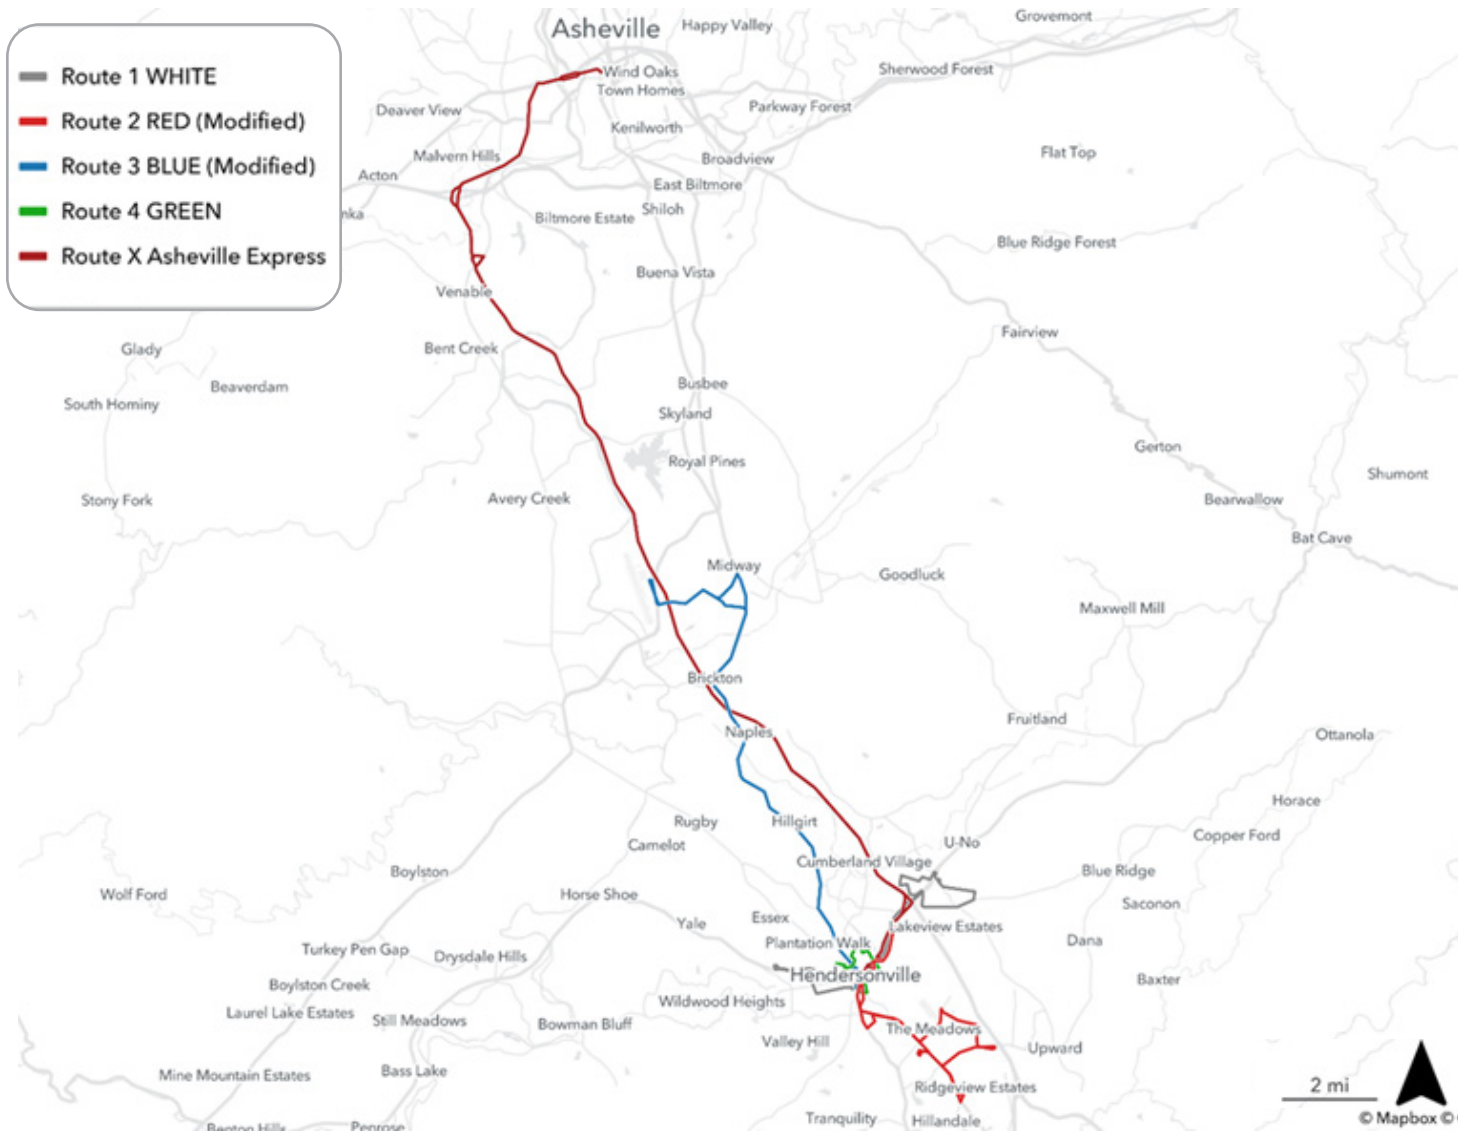 Asheville
Happy Valley
Grovemont
Route 1 WHITE
Route 2 RED (Modified)
Route 3 BLUE (Modified)
Route 4 GREEN
Route X Asheville Express
Wind Oaks
Town Homes
Sherwood Forest
Deaver View
Parkway Forest
Kenilworth
Malvern Hills
Broadview
Flat Top
Acton
East Biltmore
nka
Biltmore Estate
Shiloh
Blue Ridge Forest
Buena Vista
Venable
Fairview
Glady
Bent Creek
Beaverdam
Busbee
South Hominy
Skyland
Gerton
Royal Pines
Shumont
Stony Fork
Avery Creek
Bearwallow
Bat Cave
Midway
Goodluck
Maxwell Mill
Brickton
Fruitland
Naples
Ottanola
Horace
Rugby
Hillgirt
Copper Ford
Camelot
U-No
Cumberland Village
Boylston
Blue Ridge
Wolf Ford
Horse Shoe
Saconon
Essex
Yale
Lakeview Estates
Plantation Walk
Dana
Turkey Pen Gap
Drysdale Hills
Hendersonville
Baxter
Boylston Creek
Wildwood Heights
Laurel Lake Estates
Still Meadows
Bowman Bluff
The Meadows
Valley Hill
Upward
Bass Lake
Mine Mountain Estates
Ridgeview Estates
2 mi
Tranquility
Hillandale
© Mapbox ©
Benton Hills
Penrose